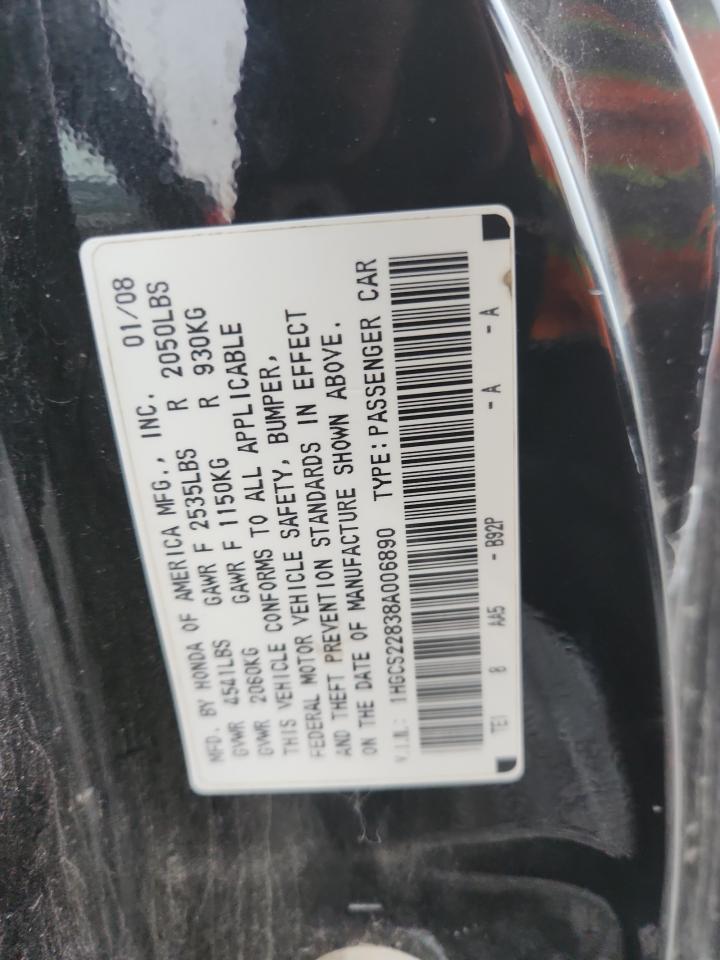 MFD. BY HONDA OF AMERICA MFG., INC. 01/08
GVWR 4541LBS GAWR F 2535LBS R 2050LBS
GVWR 2060KG GAWR F 1150KG R 930KG
THIS VEHICLE CONFORMS TO ALL APPLICABLE
FEDERAL MOTOR VEHICLE SAFETY, BUMPER,
AND THEFT PREVENTION STANDARDS IN EFFECT
ON THE DATE OF MANUFACTURE SHOWN ABOVE.
V.I.N.: 1HGCS22838A006890 TYPE: PASSENGER CAR
TE1 0 AA5 - B92P - A - A